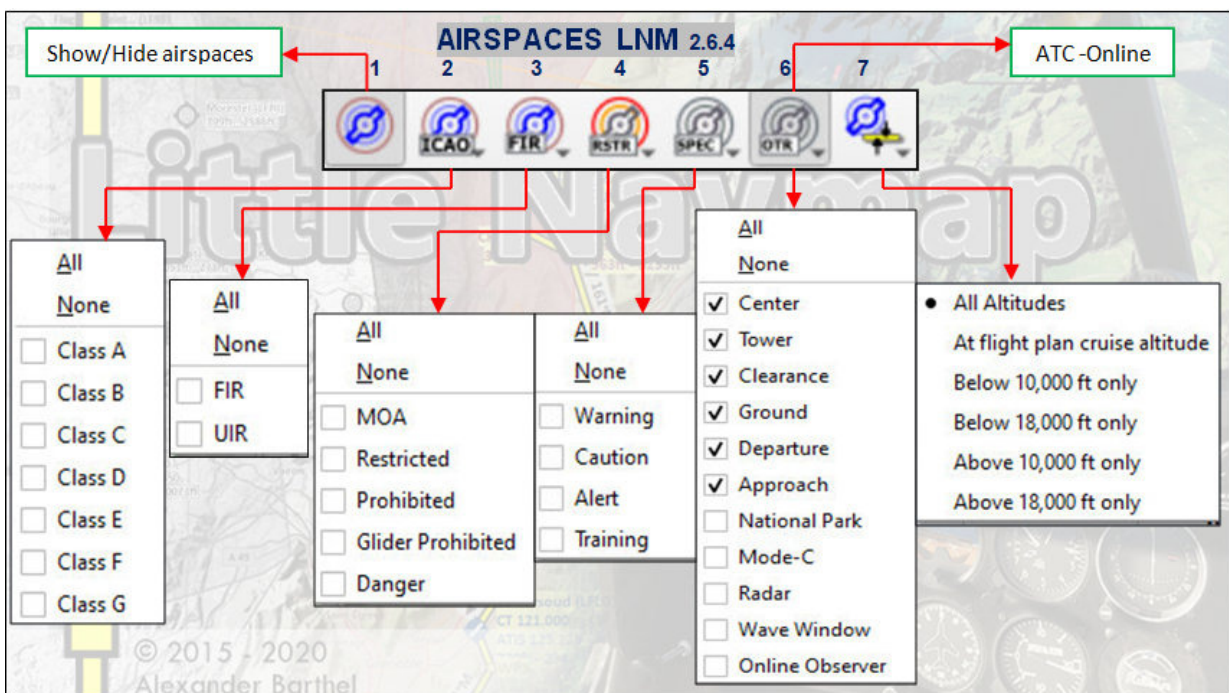 AIRSPACES LNM 2.6.4
Show/Hide airspaces
ATC -Online
1 2 3 4 5 6 7
ICAO FIR RSTR SPEC OTR
Little Navmap
All
None
Class A
Class B
Class C
Class D
Class E
Class F
Class G
All
None
FIR
UIR
All
None
MOA
Restricted
Prohibited
Glider Prohibited
Danger
All
None
Warning
Caution
Alert
Training
All
None
Center
Tower
Clearance
Ground
Departure
Approach
National Park
Mode-C
Radar
Wave Window
Online Observer
All Altitudes
At flight plan cruise altitude
Below 10,000 ft only
Below 18,000 ft only
Above 10,000 ft only
Above 18,000 ft only
CT 121.000
© 2015 - 2020
Alexander Barthel